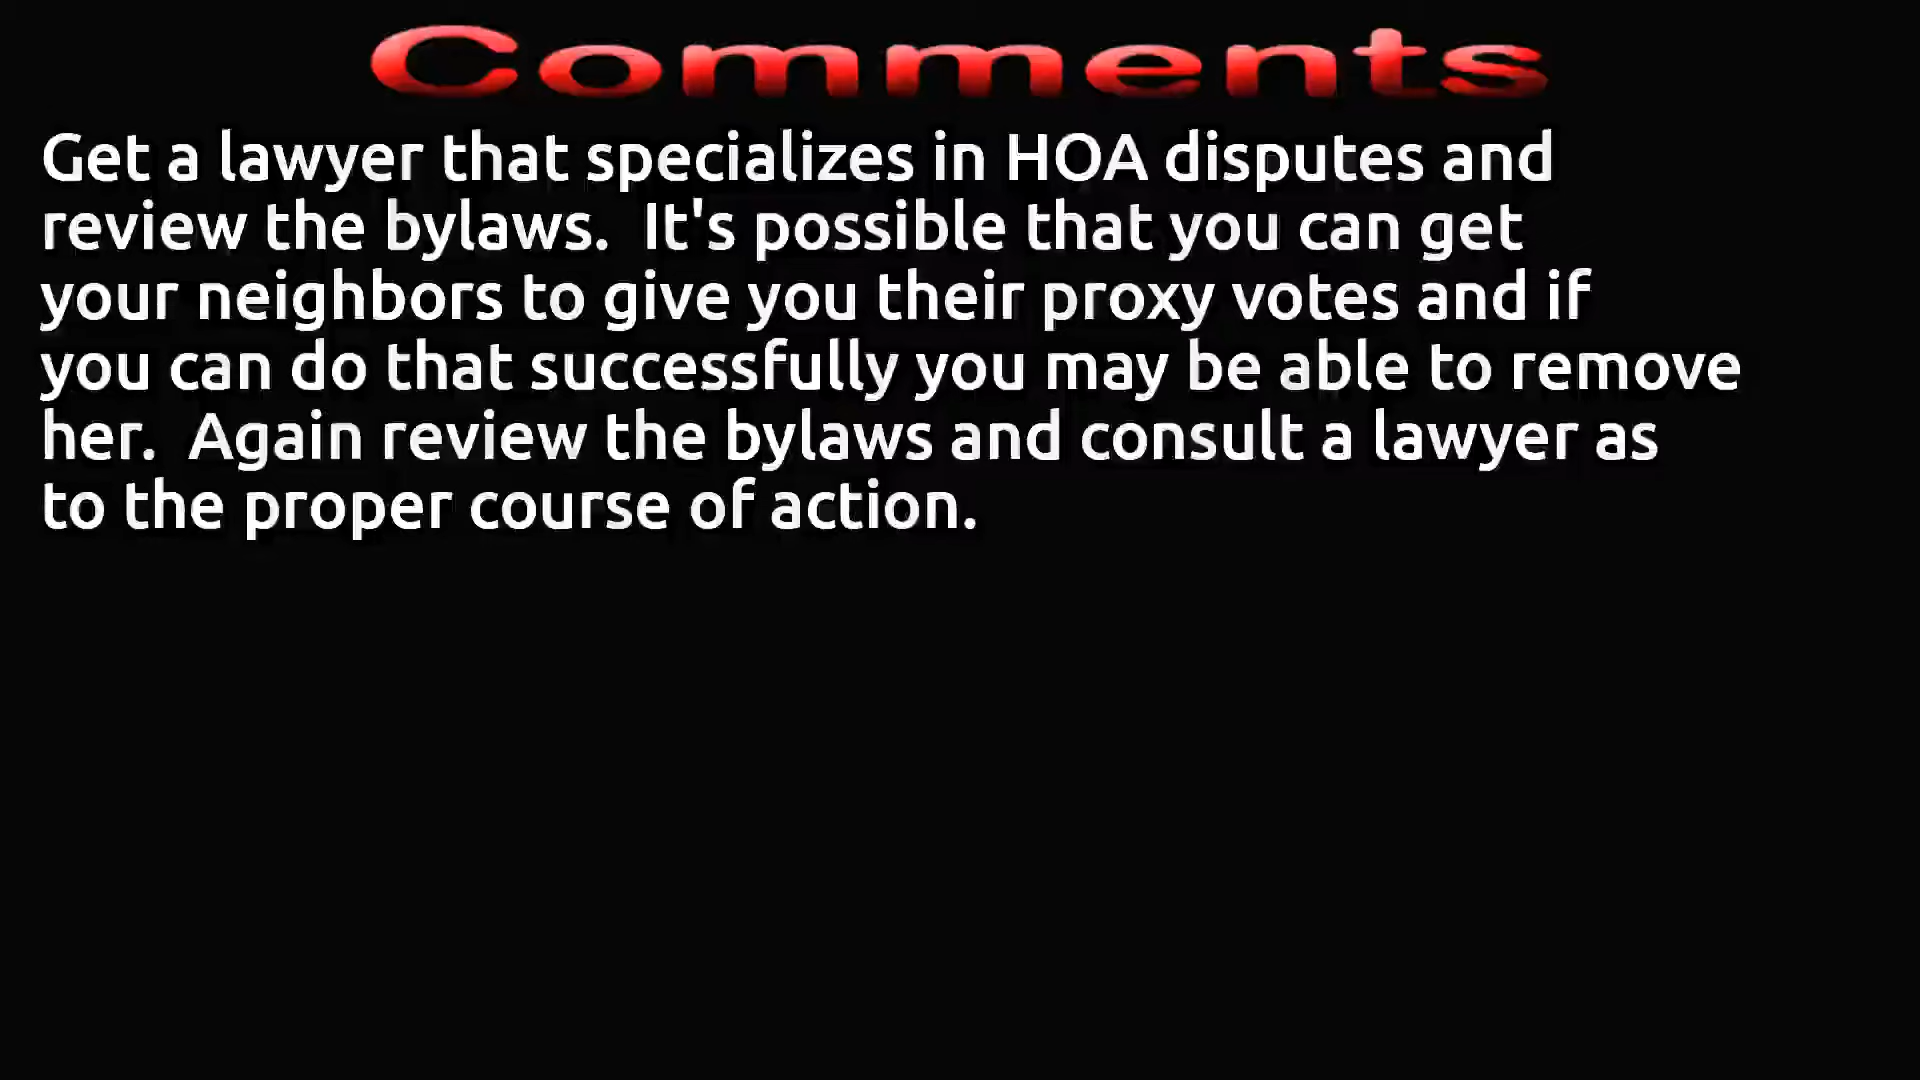 Comments
Get a lawyer that specializes in HOA disputes and
review the bylaws.  It's possible that you can get
your neighbors to give you their proxy votes and if
you can do that successfully you may be able to remove
her.  Again review the bylaws and consult a lawyer as
to the proper course of action.